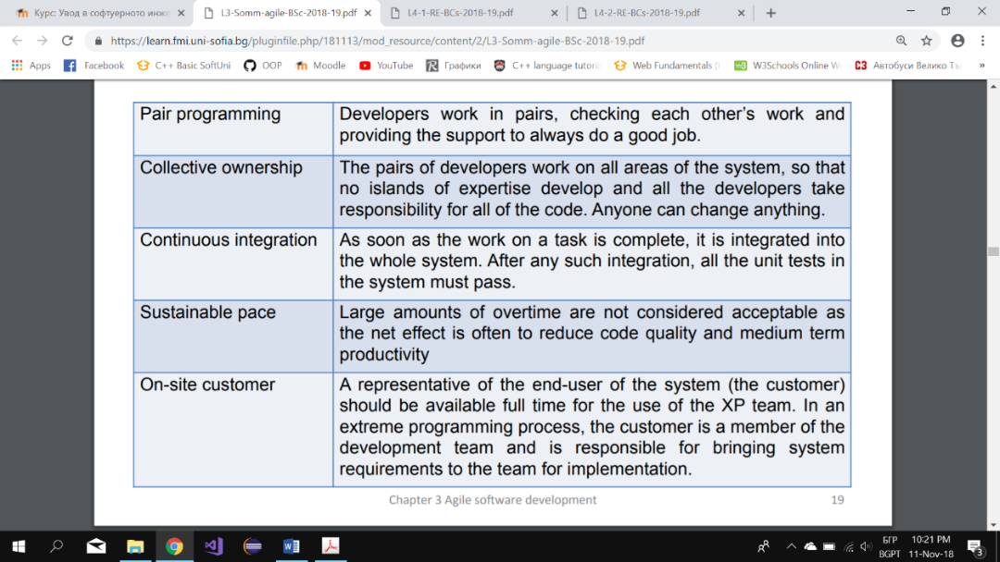 Курс: Увод в софтуерното инж
L3-Somm-agile-BSc-2018-19.pdf
L4-1-RE-BCs-2018-19.pdf
L4-2-RE-BCs-2018-19.pdf
https://learn.fmi.uni-sofia.bg/pluginfile.php/181113/mod_resource/content/2/L3-Somm-agile-BSc-2018-19.pdf
Apps
Facebook
C++ Basic SoftUni
OOP
Moodle
YouTube
Графики
C++ language tutoria
Web Fundamentals (
W3Schools Online W
Автобуси Велико Тъ
Pair programming
Developers work in pairs, checking each other's work and
providing the support to always do a good job.
Collective ownership
The pairs of developers work on all areas of the system, so that
no islands of expertise develop and all the developers take
responsibility for all of the code. Anyone can change anything.
Continuous integration
As soon as the work on a task is complete, it is integrated into
the whole system. After any such integration, all the unit tests in
the system must pass.
Sustainable pace
Large amounts of overtime are not considered acceptable as
the net effect is often to reduce code quality and medium term
productivity
On-site customer
A representative of the end-user of the system (the customer)
should be available full time for the use of the XP team. In an
extreme programming process, the customer is a member of the
development team and is responsible for bringing system
requirements to the team for implementation.
Chapter 3 Agile software development
19
БГР
BGPT
10:21 PM
11-Nov-18
3